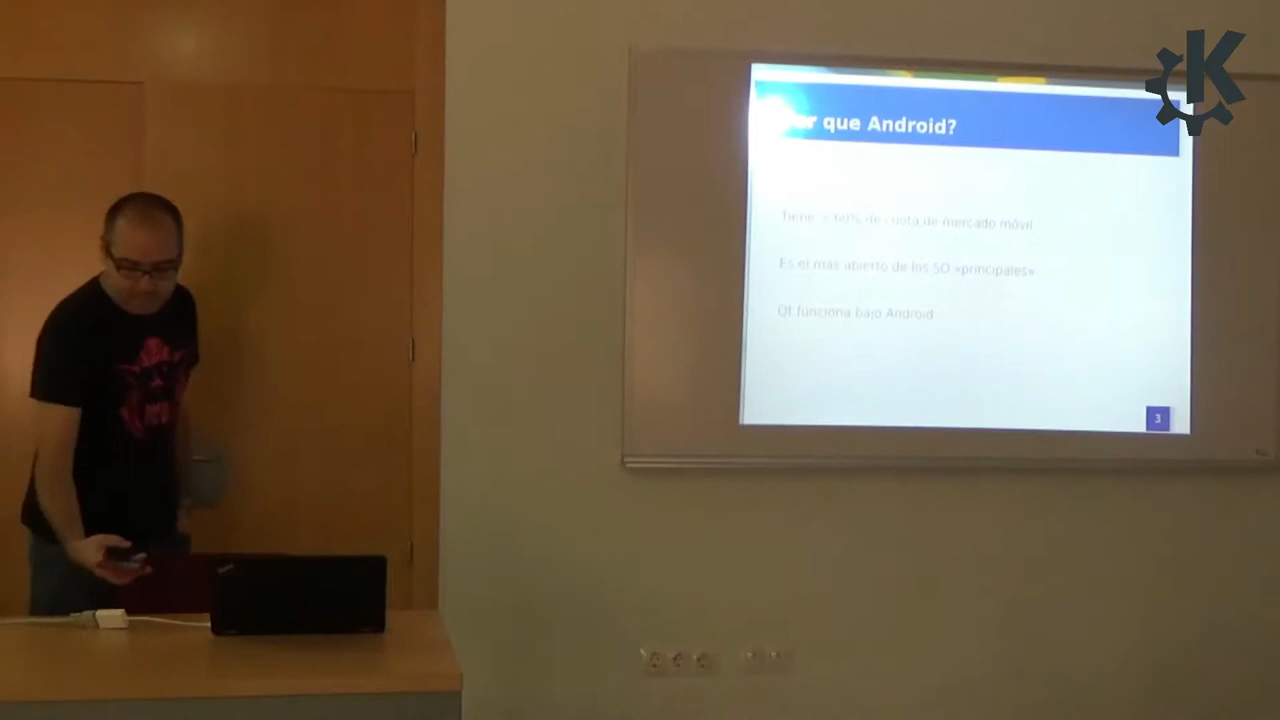 que Android?
Tiene > 60% de cuota de mercado móvil
Es el más abierto de los SO «principales»
Qt funciona bajo Android
3
K